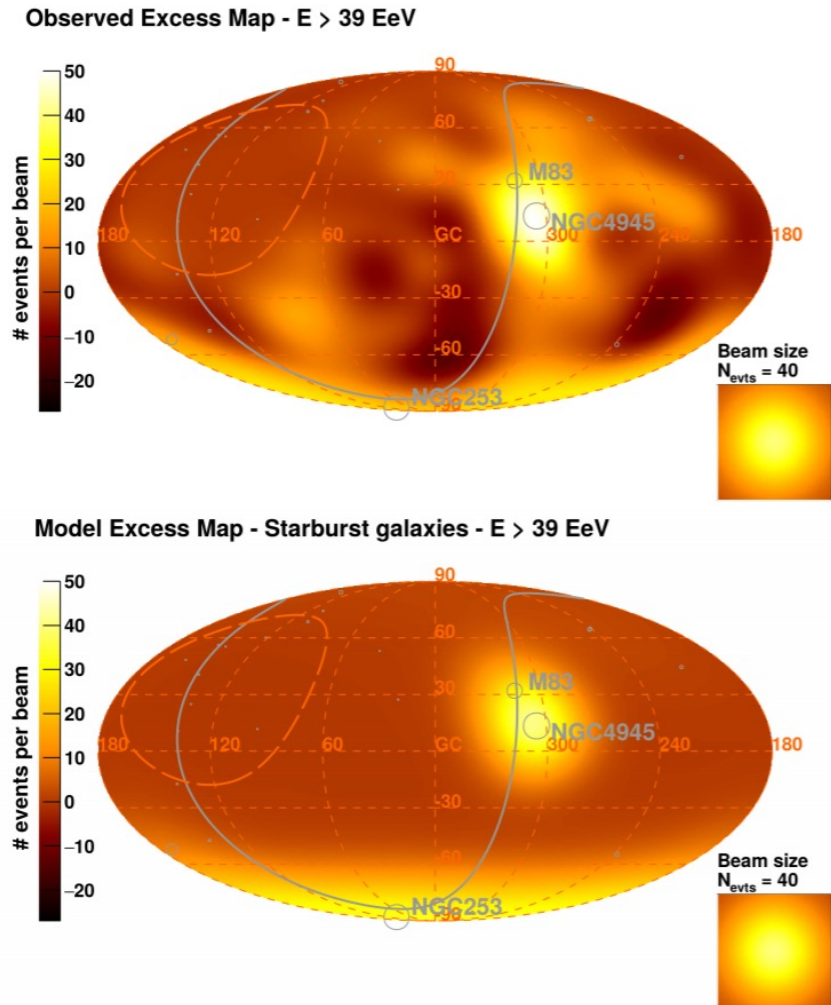 Observed Excess Map - E > 39 EeV
50
40
30
20
10
0
−10
−20
# events per beam
90
60
30
180
120
60
GC
300
240
180
-30
-60
-90
M83
NGC4945
NGC253
Beam size
Nevts = 40
Model Excess Map - Starburst galaxies - E > 39 EeV
50
40
30
20
10
0
−10
−20
# events per beam
90
60
30
180
120
60
GC
300
240
180
-30
-60
-90
M83
NGC4945
NGC253
Beam size
Nevts = 40